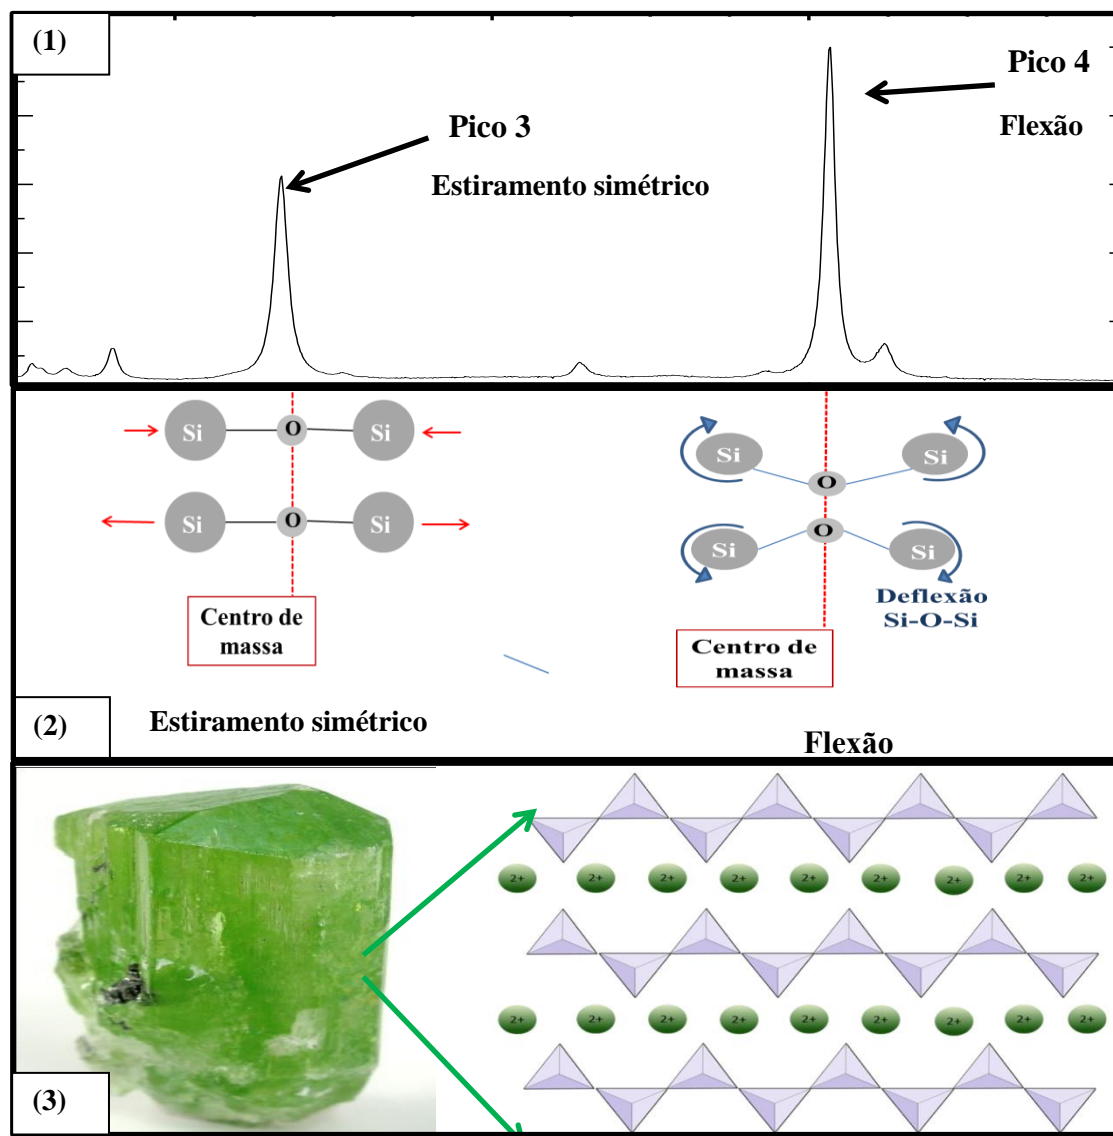 (1)
Pico 3
Estiramento simétrico
Pico 4
Flexão
Si
O
Si
Si
O
Si
Centro de
massa
Si
Si
O
O
Si
Si
Deflexão
Si-O-Si
Centro de
massa
(2)
Estiramento simétrico
Flexão
2+ 2+ 2+ 2+ 2+ 2+ 2+ 2+ 2+
2+ 2+ 2+ 2+ 2+ 2+ 2+ 2+ 2+
(3)